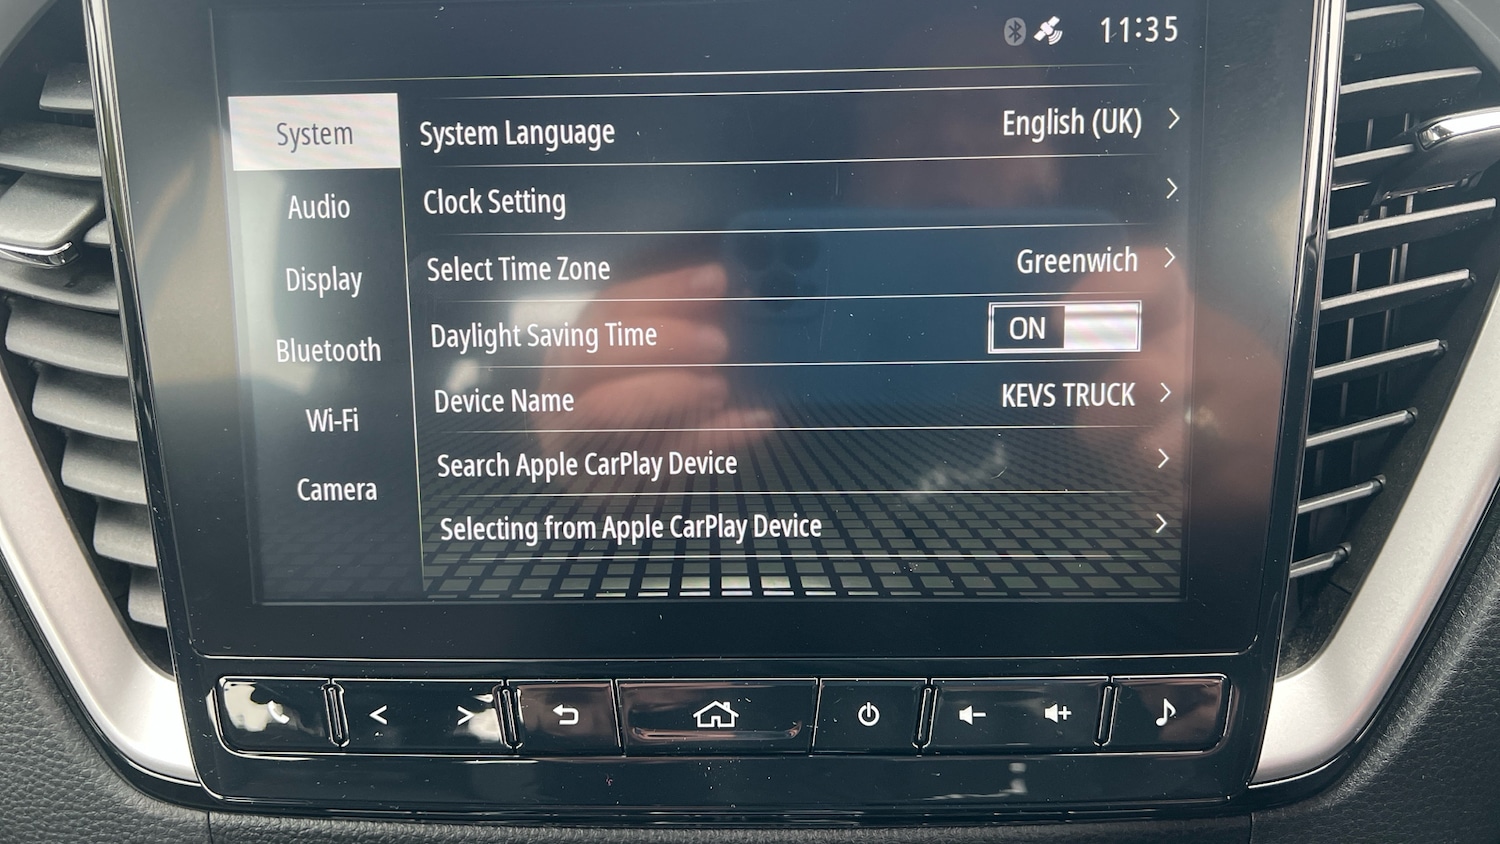 11:35
System
Audio
Display
Bluetooth
Wi-Fi
Camera
System Language English (UK)
Clock Setting
Select Time Zone Greenwich
Daylight Saving Time ON
Device Name KEVS TRUCK
Search Apple CarPlay Device
Selecting from Apple CarPlay Device